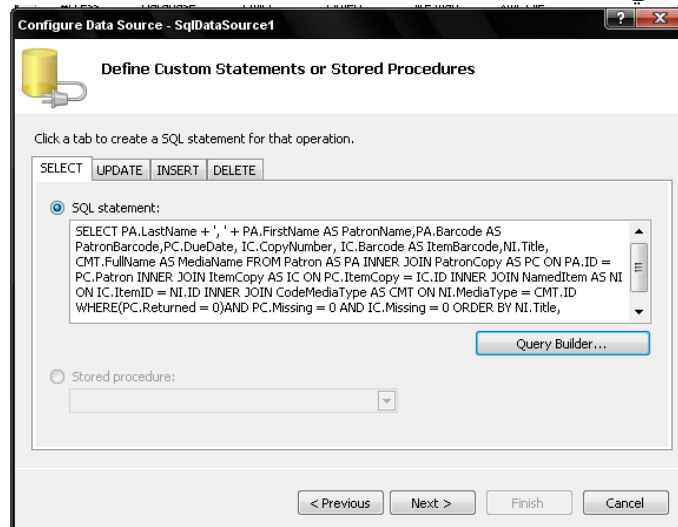 Configure Data Source - SqlDataSource1
Define Custom Statements or Stored Procedures
Click a tab to create a SQL statement for that operation.
SELECT UPDATE INSERT DELETE
SQL statement:
SELECT PA.LastName + ', ' + PA.FirstName AS PatronName,PA.Barcode AS
PatronBarcode,PC.DueDate, IC.CopyNumber, IC.Barcode AS ItemBarcode,NI.Title,
CMT.FullName AS MediaName FROM Patron AS PA INNER JOIN PatronCopy AS PC ON PA.ID =
PC.Patron INNER JOIN ItemCopy AS IC ON PC.ItemCopy = IC.ID INNER JOIN NamedItem AS NI
ON IC.ItemID = NI.ID INNER JOIN CodeMediaType AS CMT ON NI.MediaType = CMT.ID
WHERE(PC.Returned = 0)AND PC.Missing = 0 AND IC.Missing = 0 ORDER BY NI.Title,
Query Builder...
Stored procedure:
< Previous Next > Finish Cancel